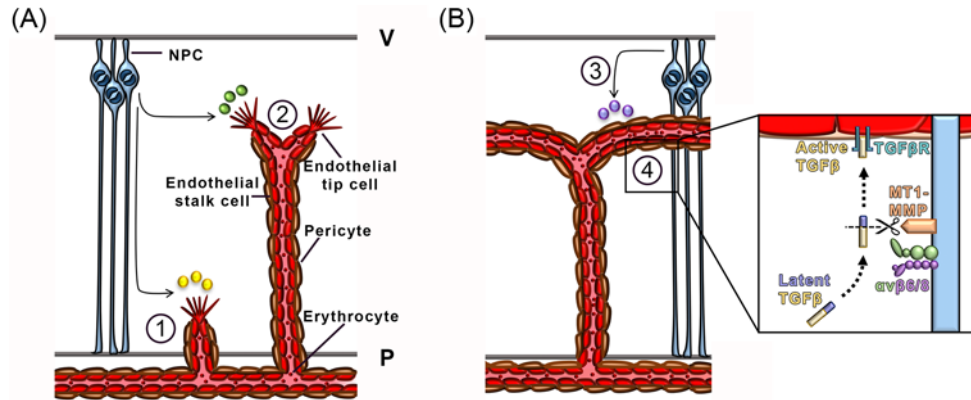 (A)
V
NPC
2
Endothelial
tip cell
Endothelial
stalk cell
Pericyte
1
Erythrocyte
P
(B)
3
4
Active
TGFβ
TGFβR
MT1-
MMP
αvβ6/8
Latent
TGFβ